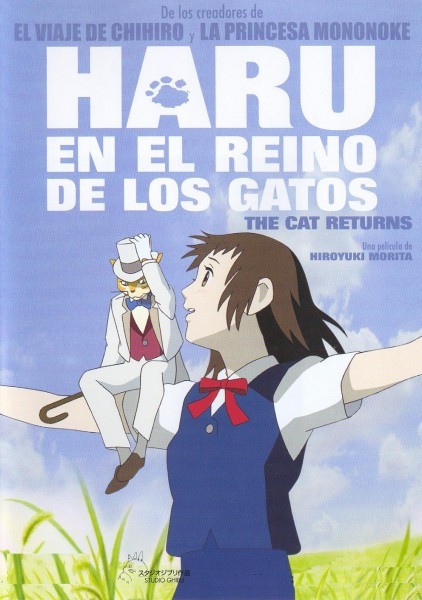 De los creadores de
EL VIAJE DE CHIHIRO y LA PRINCESA MONONOKE
HARU
EN EL REINO
DE LOS GATOS
THE CAT RETURNS
Una película de
HIROYUKI MORITA
スタジオジブリ作品
STUDIO GHIBLI